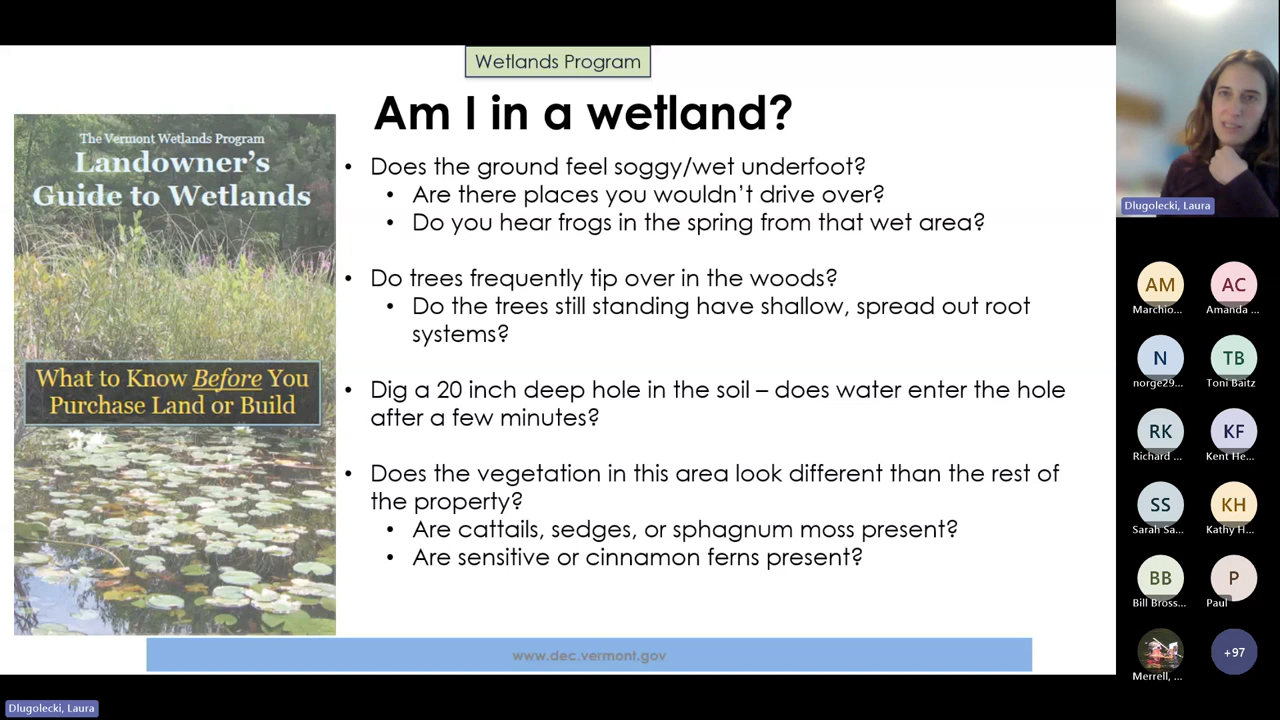 Wetlands Program
Am I in a wetland?
The Vermont Wetlands Program
Landowner's
Guide to Wetlands
What to Know Before You
Purchase Land or Build
• Does the ground feel soggy/wet underfoot?
• Are there places you wouldn't drive over?
• Do you hear frogs in the spring from that wet area?
• Do trees frequently tip over in the woods?
• Do the trees still standing have shallow, spread out root
systems?
• Dig a 20 inch deep hole in the soil – does water enter the hole
after a few minutes?
• Does the vegetation in this area look different than the rest of
the property?
• Are cattails, sedges, or sphagnum moss present?
• Are sensitive or cinnamon ferns present?
www.dec.vermont.gov
Dlugolecki, Laura
AM
Marchio...
AC
Amanda ...
N
norge29...
TB
Toni Baitz
RK
Richard ...
KF
Kent He...
SS
Sarah Sa...
KH
Kathy H...
BB
Bill Bross...
P
Paul
Merrell, ...
+97
Dlugolecki, Laura